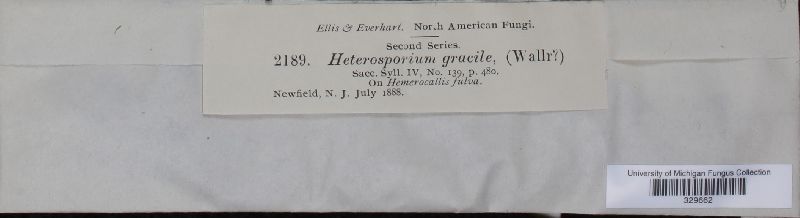 Ellis & Everhart. North American Fungi.
Second Series.
2189. Heterosporium gracile, (Wallr?)
Sacc. Syll. IV, No. 139, p. 480.
On Hemerocallis fulva.
Newfield, N. J. July 1888.
University of Michigan Fungus Collection
329662